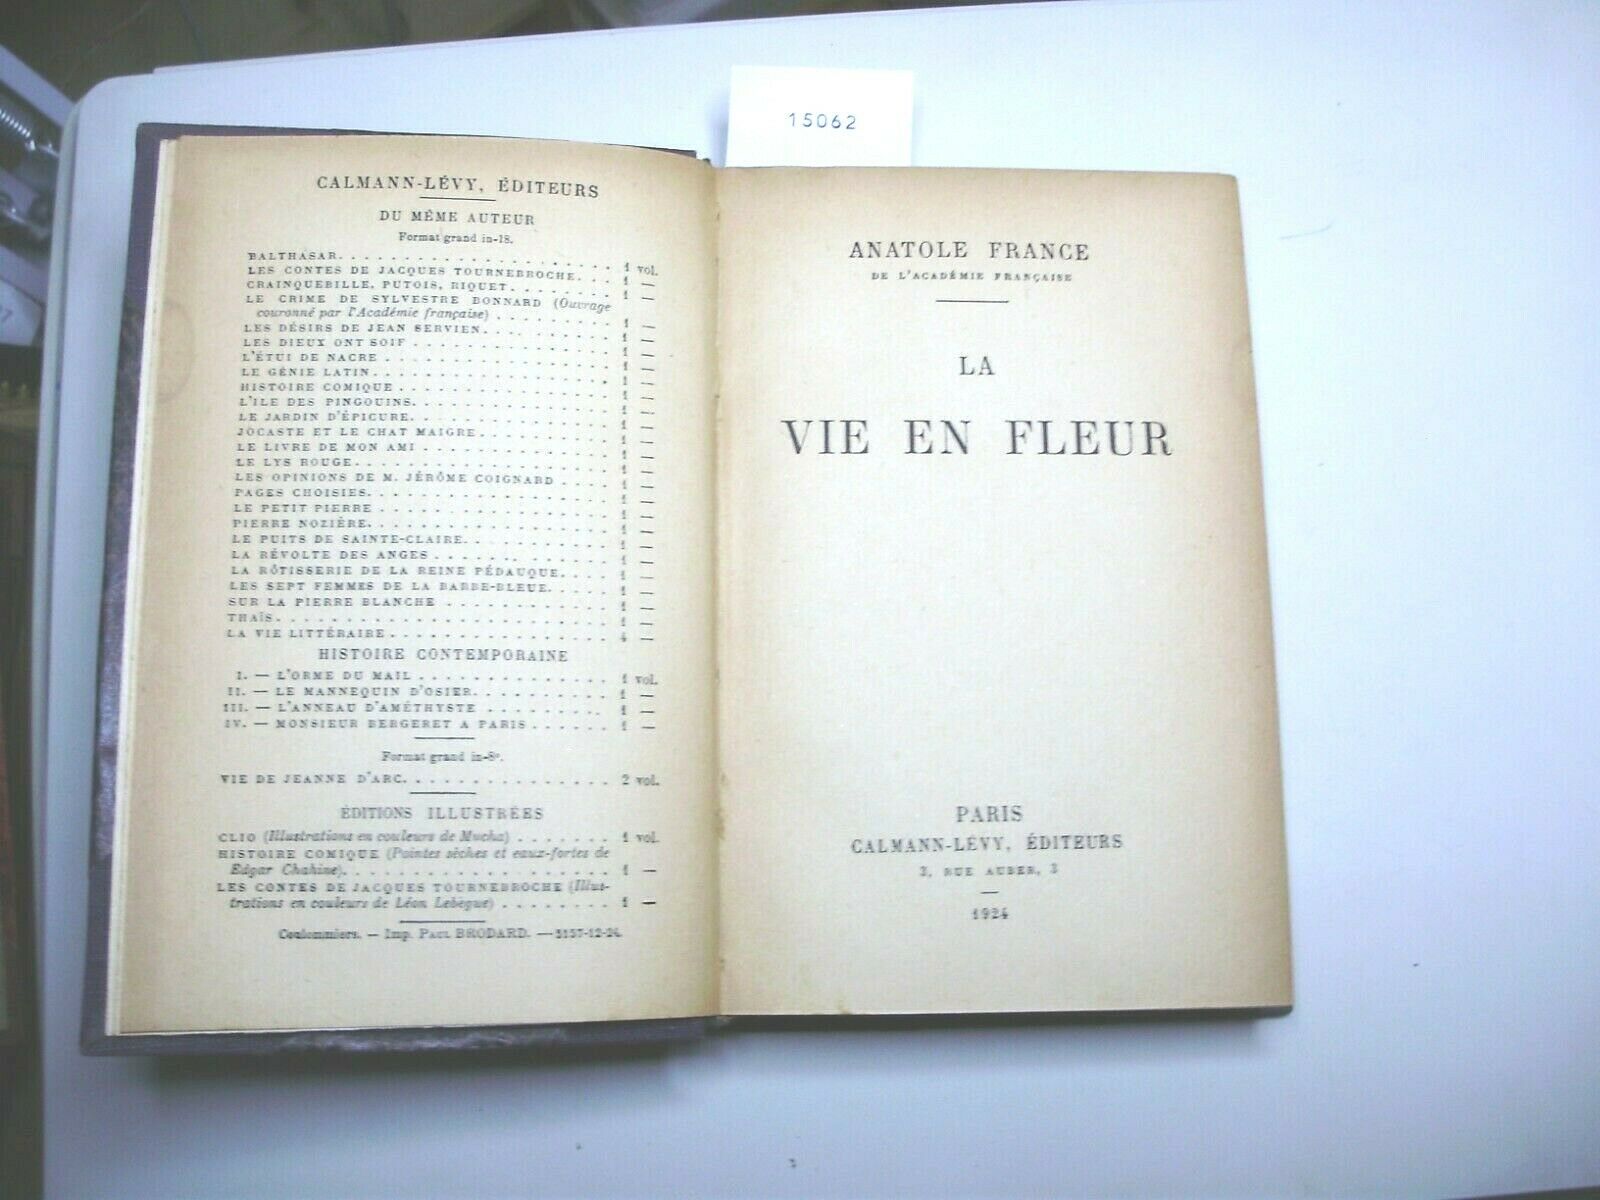 15062
CALMANN-LÉVY, ÉDITEURS
DU MÊME AUTEUR
Format grand in-18.
BALTHASAR. . . . . . . . . . . . . . . . . . 1 vol.
LES CONTES DE JACQUES TOURNEBROCHE. . . 1 —
CRAINQUEBILLE, PUTOIS, RIQUET. . . . . . . . 1 —
LE CRIME DE SYLVESTRE BONNARD (Ouvrage
couronné par l'Académie française) . . . . . . . . 1 —
LES DÉSIRS DE JEAN SERVIEN. . . . . . . . . 1 —
LES DIEUX ONT SOIF . . . . . . . . . . . . . 1 —
L'ÉTUI DE NACRE . . . . . . . . . . . . . . . 1 —
LE GÉNIE LATIN. . . . . . . . . . . . . . . . 1 —
HISTOIRE COMIQUE . . . . . . . . . . . . . . 1 —
L'ILE DES PINGOUINS. . . . . . . . . . . . . . 1 —
LE JARDIN D'ÉPICURE. . . . . . . . . . . . . . 1 —
JOCASTE ET LE CHAT MAIGRE. . . . . . . . . 1 —
LE LIVRE DE MON AMI . . . . . . . . . . . . . 1 —
LE LYS ROUGE. . . . . . . . . . . . . . . . . 1 —
LES OPINIONS DE M. JÉRÔME COIGNARD . . . . 1 —
PAGES CHOISIES. . . . . . . . . . . . . . . . . 1 —
LE PETIT PIERRE . . . . . . . . . . . . . . . . 1 —
PIERRE NOZIÈRE. . . . . . . . . . . . . . . . . 1 —
LE PUITS DE SAINTE-CLAIRE. . . . . . . . . . 1 —
LA RÉVOLTE DES ANGES . . . . . . . . . . . . 1 —
LA RÔTISSERIE DE LA REINE PÉDAUQUE. . . . 1 —
LES SEPT FEMMES DE LA BARBE-BLEUE. . . . . 1 —
SUR LA PIERRE BLANCHE . . . . . . . . . . . 1 —
THAÏS. . . . . . . . . . . . . . . . . . . . . . 1 —
LA VIE LITTÉRAIRE . . . . . . . . . . . . . . . 4 —
HISTOIRE CONTEMPORAINE
I. — L'ORME DU MAIL . . . . . . . . . . . . . 1 vol.
II. — LE MANNEQUIN D'OSIER. . . . . . . . . . 1 —
III. — L'ANNEAU D'AMÉTHYSTE . . . . . . . . . 1 —
IV. — MONSIEUR BERGERET A PARIS . . . . . . 1 —
Format grand in-8º.
VIE DE JEANNE D'ARC. . . . . . . . . . . . . . 2 vol.
ÉDITIONS ILLUSTRÉES
CLIO (Illustrations en couleurs de Mucha) . . . . . . . 1 vol.
HISTOIRE COMIQUE (Pointes sèches et eaux-fortes de
Edgar Chahine). . . . . . . . . . . . . . . . . . 1 —
LES CONTES DE JACQUES TOURNEBROCHE (Illus-
trations en couleurs de Léon Lebègue) . . . . . . . . 1 —
Coulommiers. — Imp. PAUL BRODARD. — 3157-12-24.
ANATOLE FRANCE
DE L'ACADÉMIE FRANÇAISE
LA
VIE EN FLEUR
PARIS
CALMANN-LÉVY, ÉDITEURS
3, RUE AUBER, 3
1924